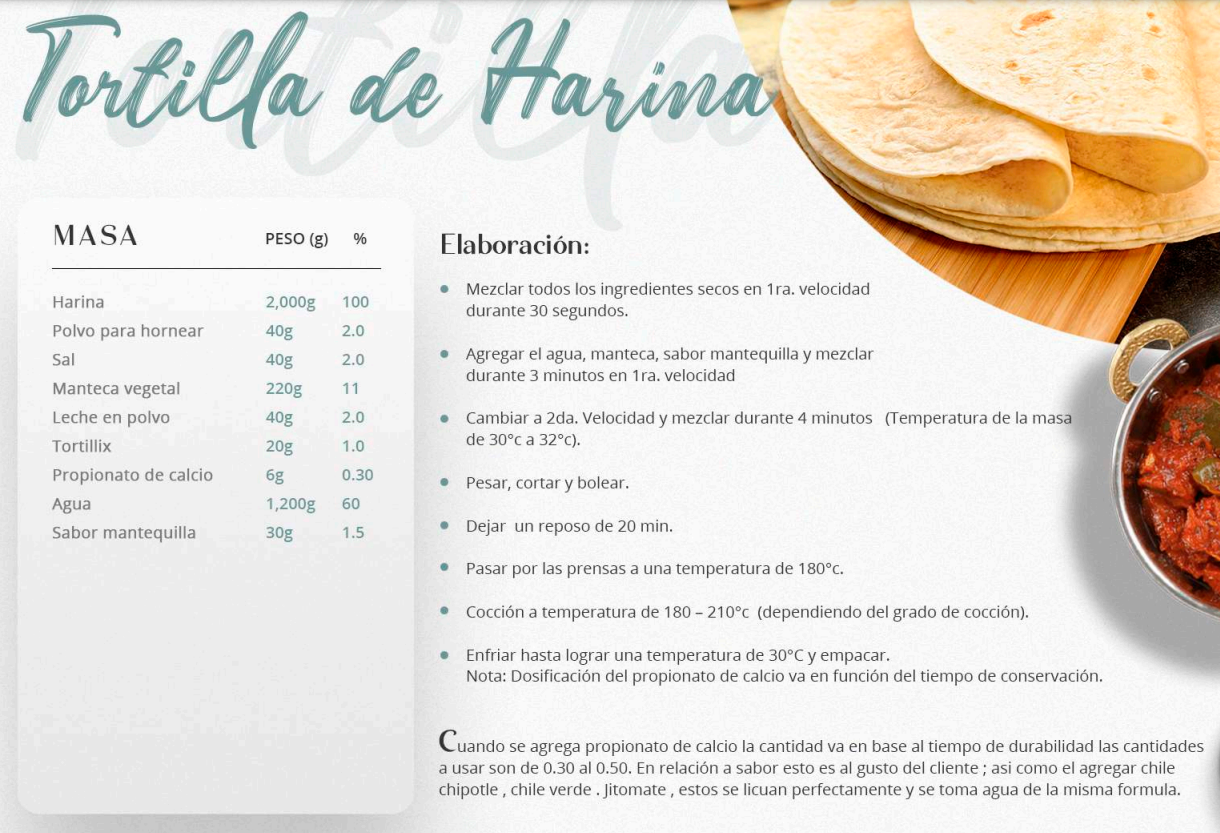 Tortilla de Harina
MASA PESO (g) %
Harina 2,000g 100
Polvo para hornear 40g 2.0
Sal 40g 2.0
Manteca vegetal 220g 11
Leche en polvo 40g 2.0
Tortillix 20g 1.0
Propionato de calcio 6g 0.30
Agua 1,200g 60
Sabor mantequilla 30g 1.5
Elaboración:
• Mezclar todos los ingredientes secos en 1ra. velocidad
durante 30 segundos.
• Agregar el agua, manteca, sabor mantequilla y mezclar
durante 3 minutos en 1ra. velocidad
• Cambiar a 2da. Velocidad y mezclar durante 4 minutos (Temperatura de la masa
de 30°c a 32°c).
• Pesar, cortar y bolear.
• Dejar un reposo de 20 min.
• Pasar por las prensas a una temperatura de 180°c.
• Cocción a temperatura de 180 – 210°c (dependiendo del grado de cocción).
• Enfriar hasta lograr una temperatura de 30°C y empacar.
Nota: Dosificación del propionato de calcio va en función del tiempo de conservación.
Cuando se agrega propionato de calcio la cantidad va en base al tiempo de durabilidad las cantidades
a usar son de 0.30 al 0.50. En relación a sabor esto es al gusto del cliente ; asi como el agregar chile
chipotle , chile verde . Jitomate , estos se licuan perfectamente y se toma agua de la misma formula.